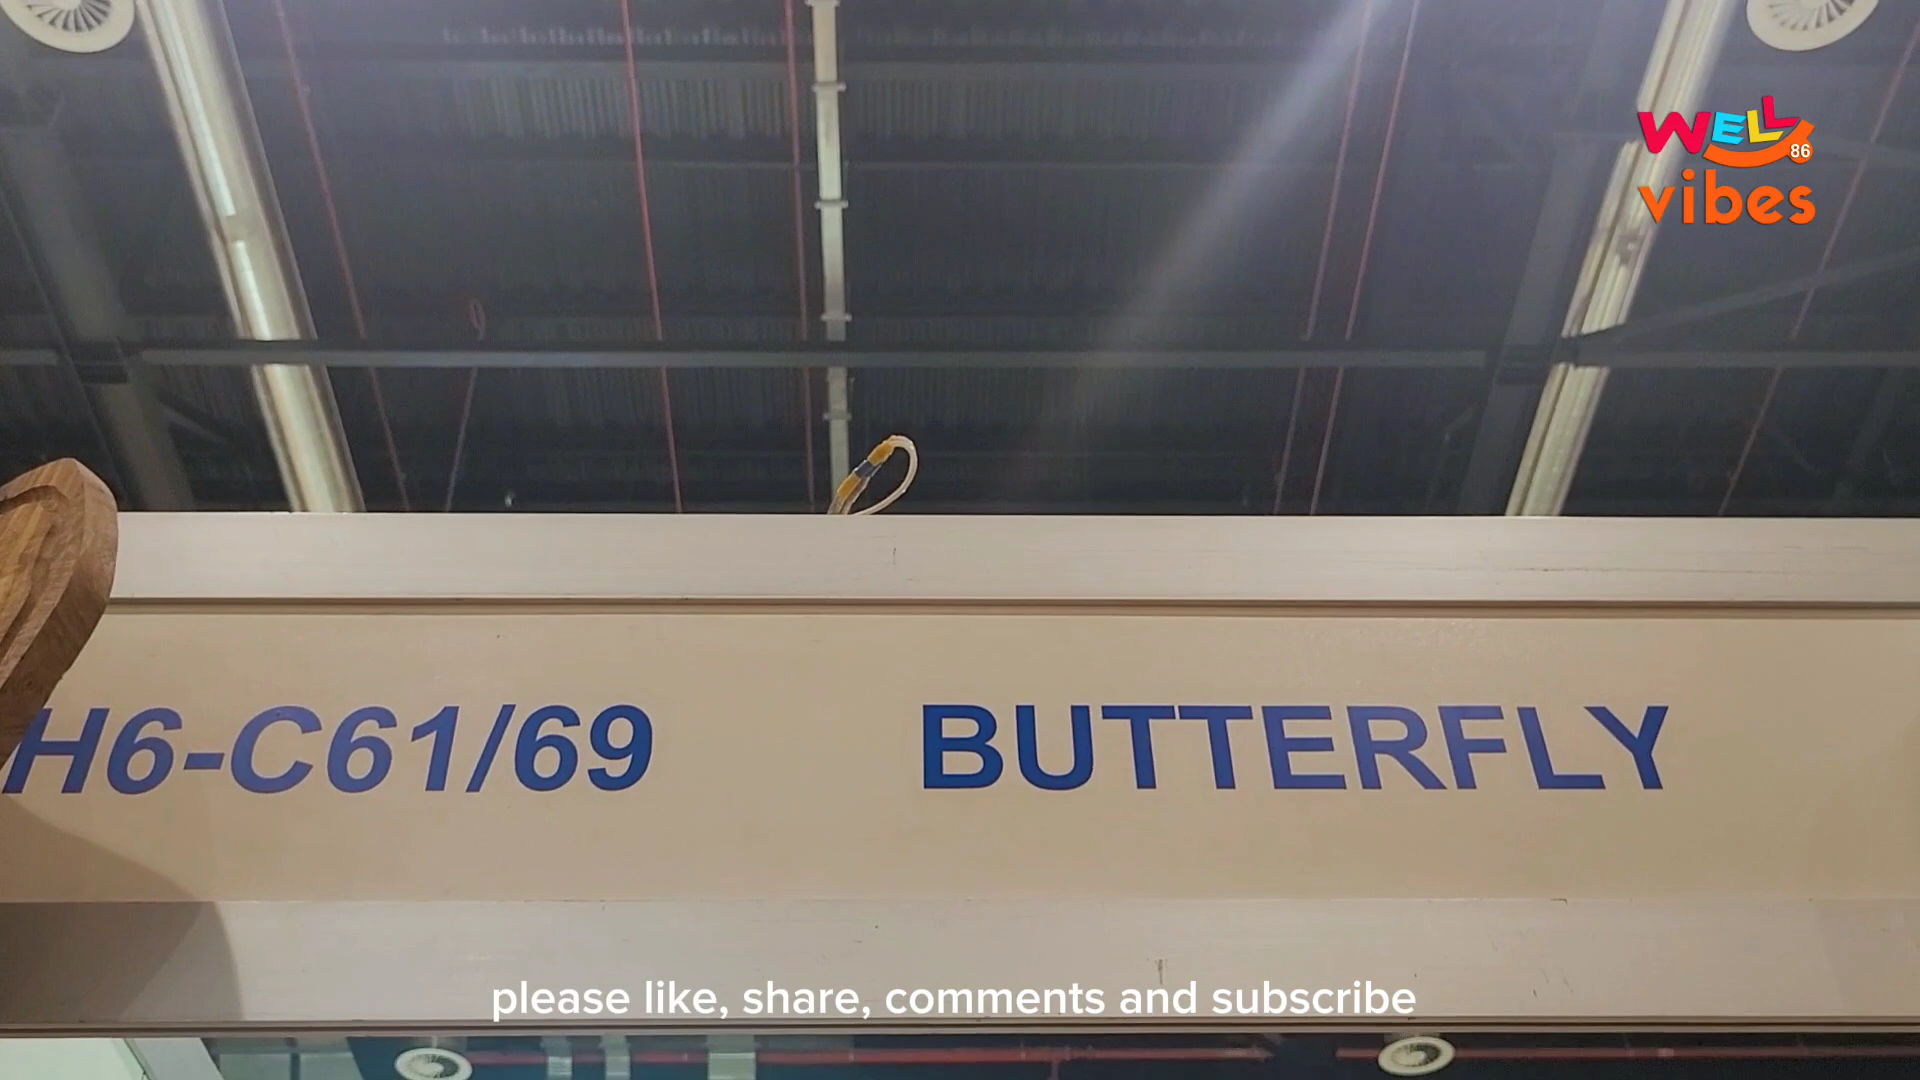 WELL
86
vibes
H6-C61/69 BUTTERFLY
please like, share, comments and subscribe